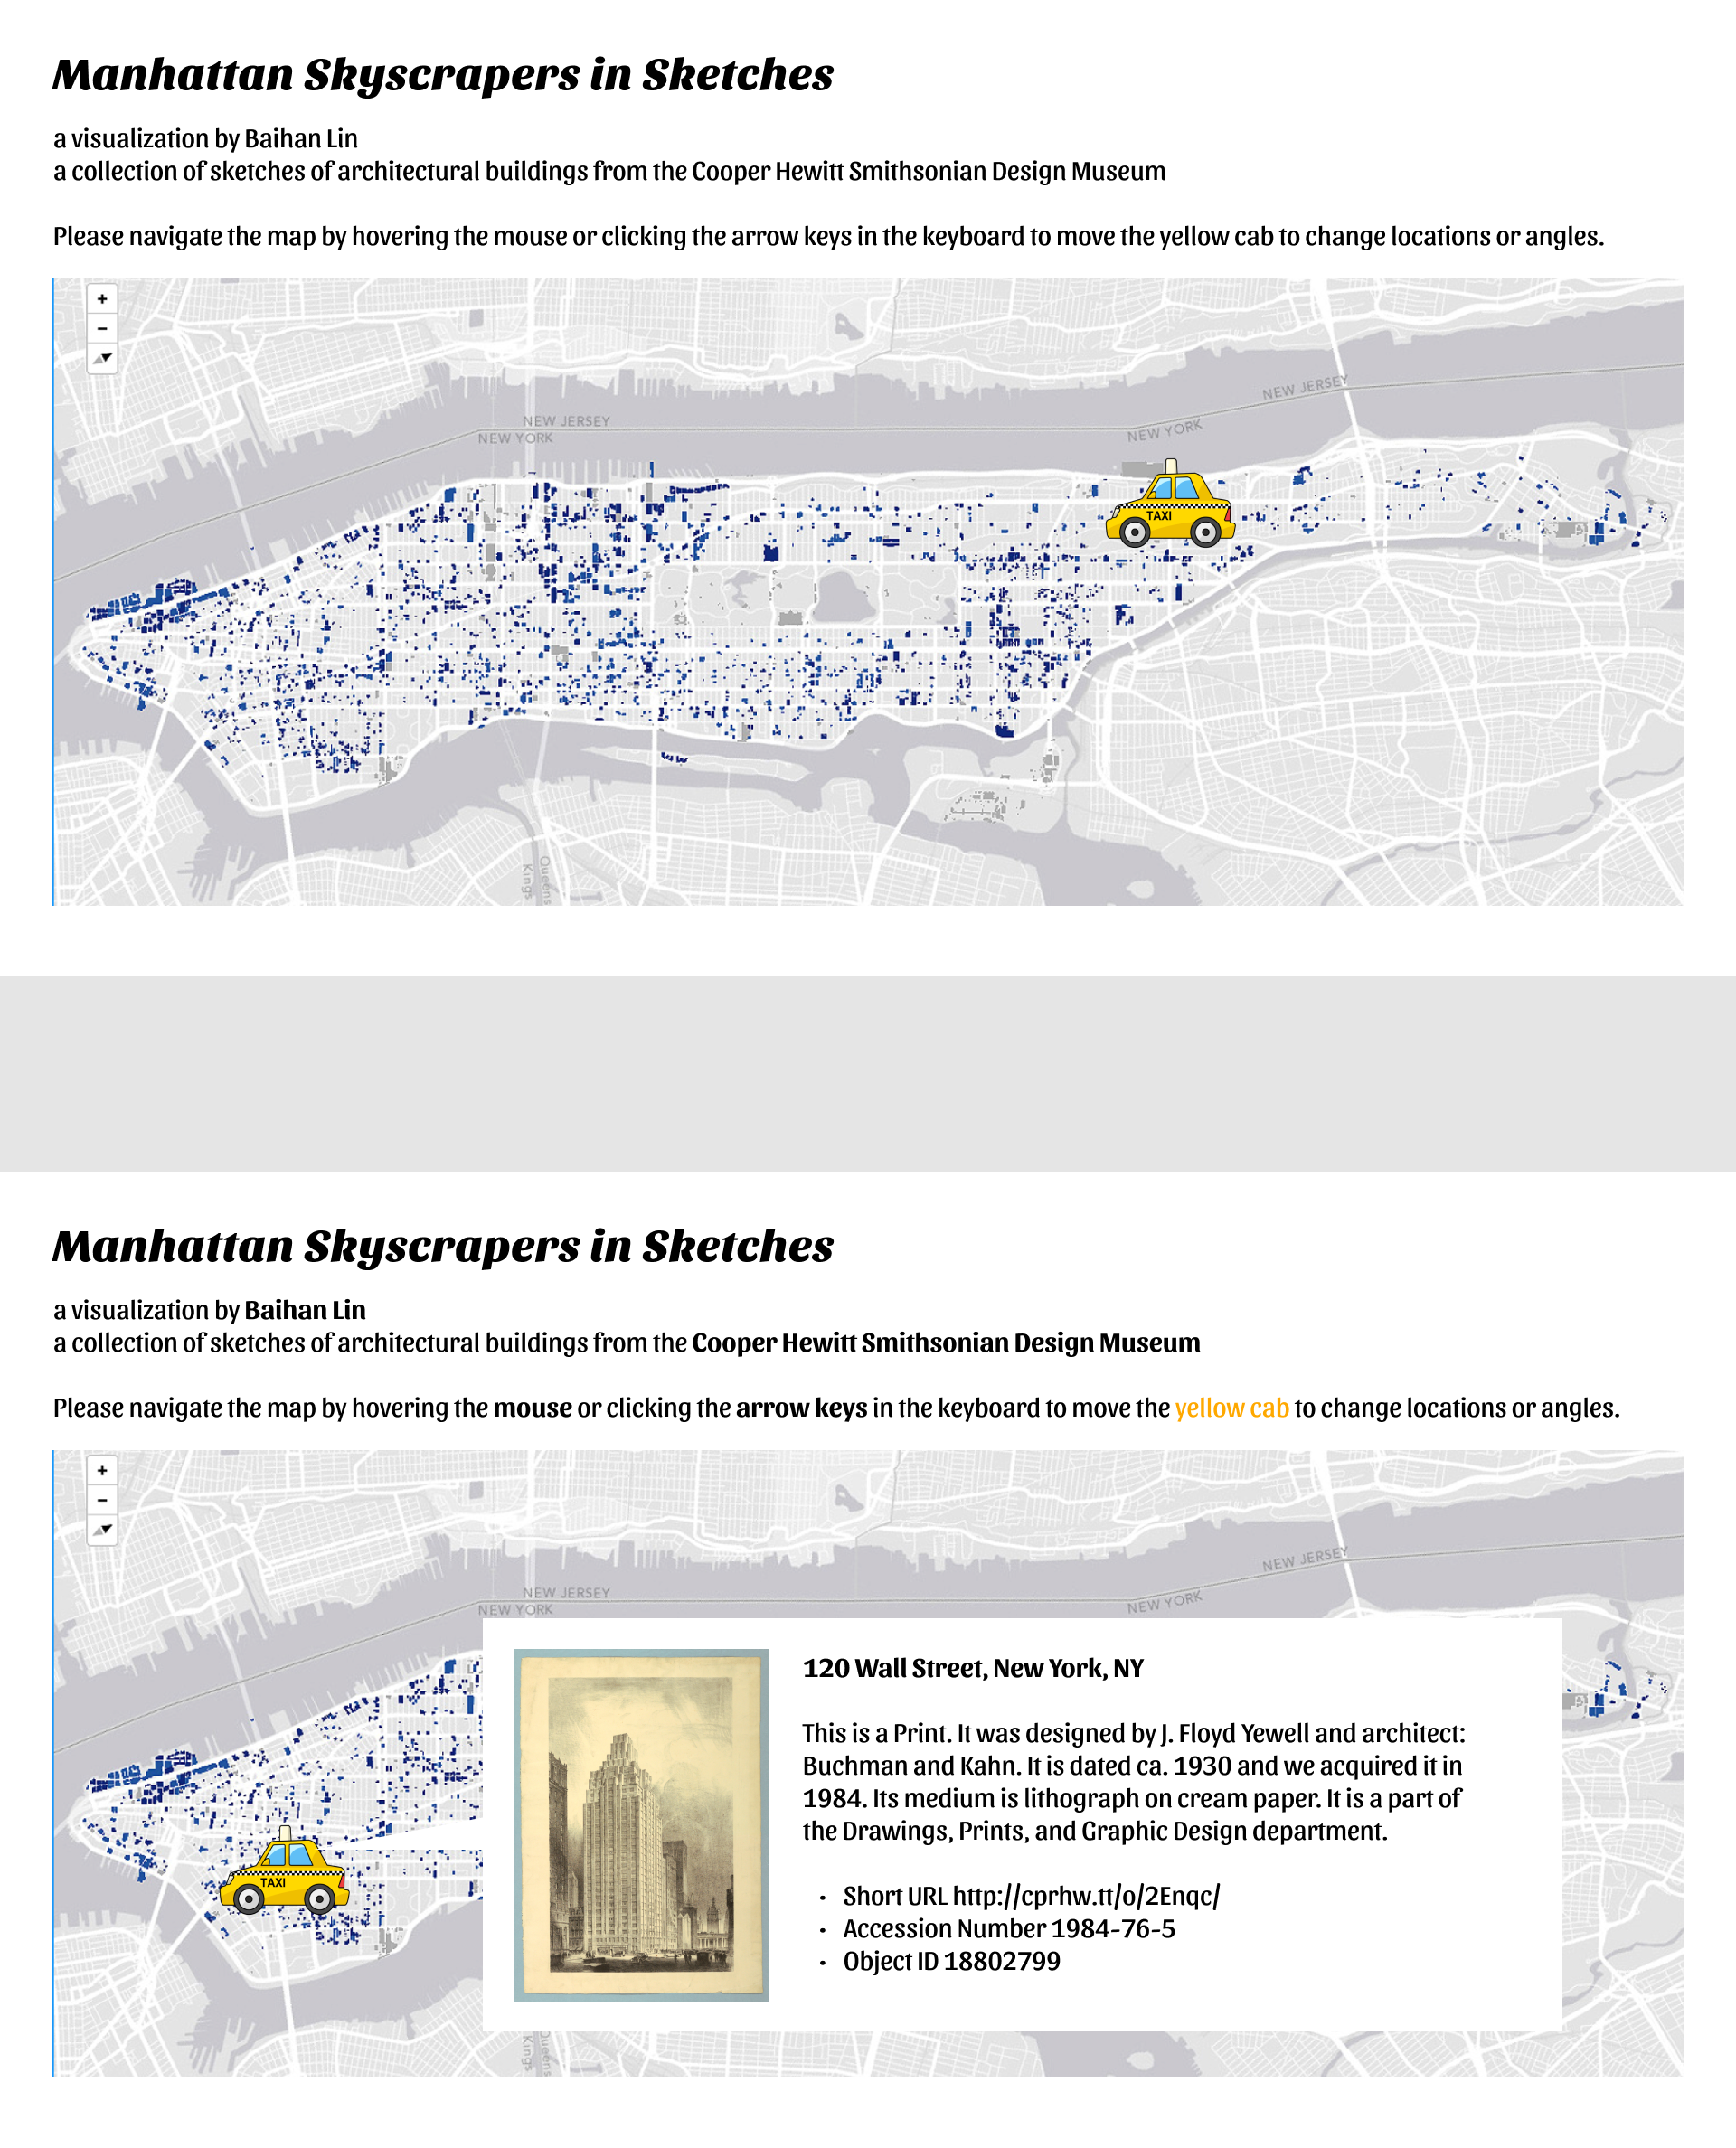 Manhattan Skyscrapers in Sketches
a visualization by Baihan Lin
a collection of sketches of architectural buildings from the Cooper Hewitt Smithsonian Design Museum
Please navigate the map by hovering the mouse or clicking the arrow keys in the keyboard to move the yellow cab to change locations or angles.
+
−
NEW JERSEY
NEW JERSEY
NEW YORK
NEW YORK
TAXI
Queens
Kings
Manhattan Skyscrapers in Sketches
a visualization by Baihan Lin
a collection of sketches of architectural buildings from the Cooper Hewitt Smithsonian Design Museum
Please navigate the map by hovering the mouse or clicking the arrow keys in the keyboard to move the yellow cab to change locations or angles.
+
−
NEW JERSEY
NEW JERSEY
NEW YORK
NEW YORK
120 Wall Street, New York, NY
This is a Print. It was designed by J. Floyd Yewell and architect:
Buchman and Kahn. It is dated ca. 1930 and we acquired it in
1984. Its medium is lithograph on cream paper. It is a part of
the Drawings, Prints, and Graphic Design department.
TAXI
• Short URL http://cprhw.tt/o/2Enqc/
• Accession Number 1984-76-5
• Object ID 18802799
Queens
Kings